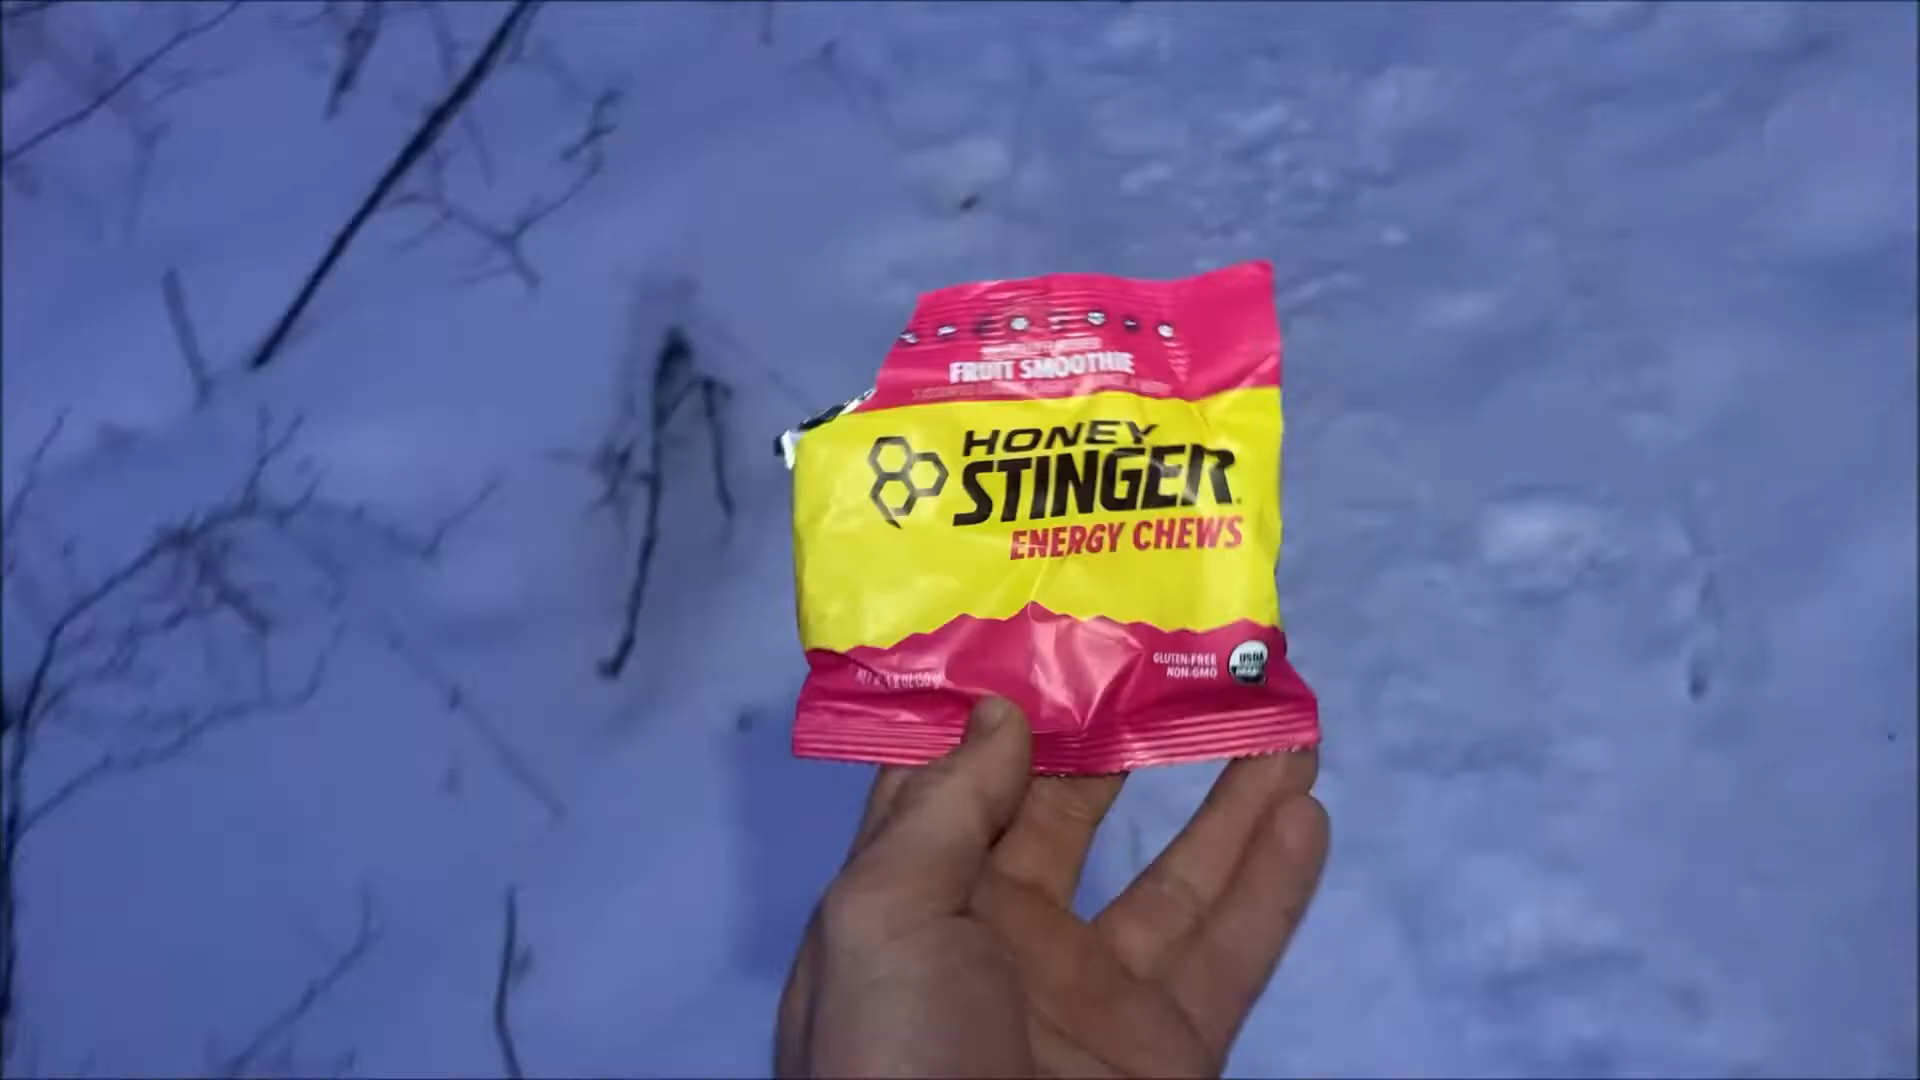 FRUIT SMOOTHIE
HONEY
STINGER
ENERGY CHEWS
GLUTEN-FREE
NON-GMO
USDA